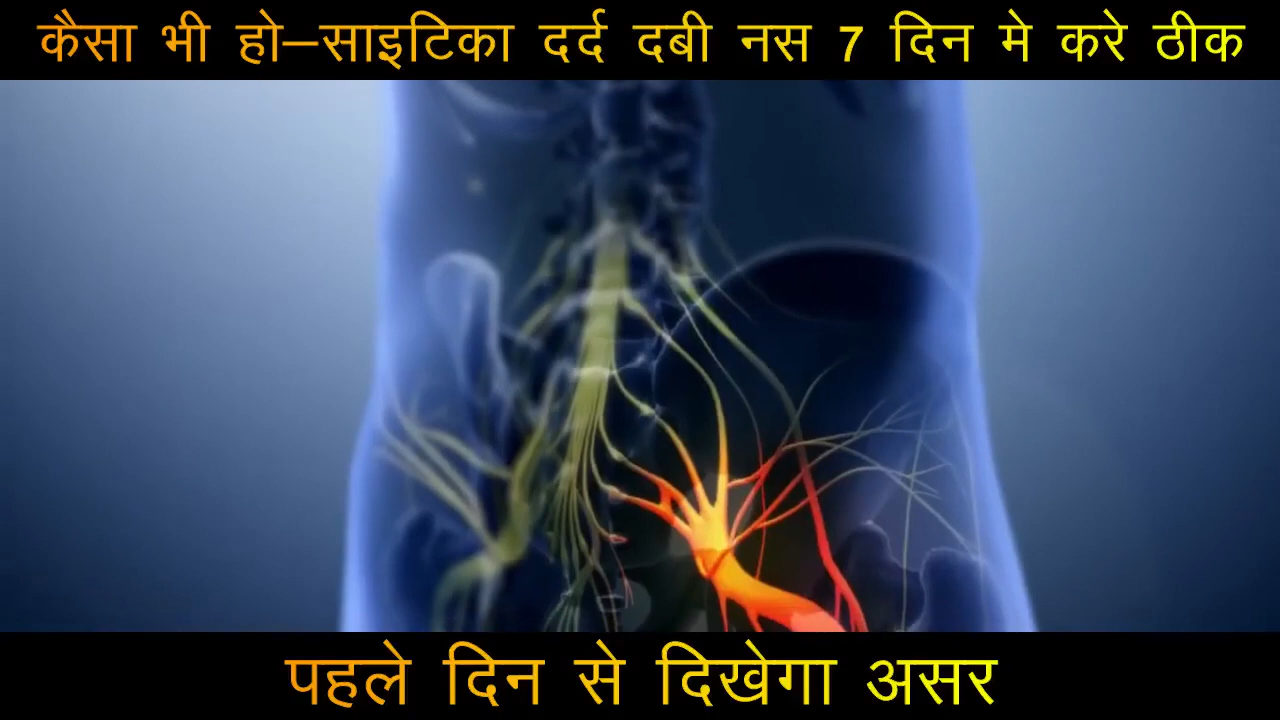 कैसा भी हो–साइटिका दर्द दबी नस 7 दिन मे करे ठीक
पहले दिन से दिखेगा असर